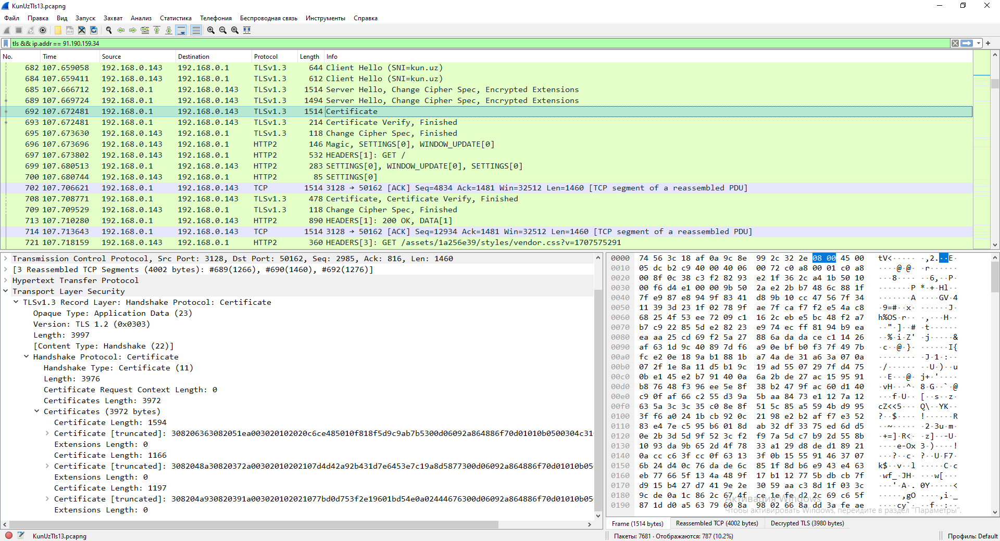 KunUzTls13.pcapng
Файл Правка Вид Запуск Захват Анализ Статистика Телефония Беспроводная связь Инструменты Справка
tls && ip.addr == 91.190.159.34
No. Time Source Destination Protocol Length Info
682 107.659058 192.168.0.143 192.168.0.1 TLSv1.3 644 Client Hello (SNI=kun.uz)
684 107.659411 192.168.0.143 192.168.0.1 TLSv1.3 612 Client Hello (SNI=kun.uz)
685 107.666712 192.168.0.1 192.168.0.143 TLSv1.3 1514 Server Hello, Change Cipher Spec, Encrypted Extensions
689 107.669724 192.168.0.1 192.168.0.143 TLSv1.3 1494 Server Hello, Change Cipher Spec, Encrypted Extensions
692 107.672481 192.168.0.1 192.168.0.143 TLSv1.3 1514 Certificate
693 107.672481 192.168.0.1 192.168.0.143 TLSv1.3 214 Certificate Verify, Finished
695 107.673630 192.168.0.143 192.168.0.1 TLSv1.3 118 Change Cipher Spec, Finished
696 107.673696 192.168.0.143 192.168.0.1 HTTP2 146 Magic, SETTINGS[0], WINDOW_UPDATE[0]
697 107.673802 192.168.0.143 192.168.0.1 HTTP2 532 HEADERS[1]: GET /
699 107.680513 192.168.0.1 192.168.0.143 HTTP2 283 SETTINGS[0], WINDOW_UPDATE[0], SETTINGS[0]
700 107.680744 192.168.0.143 192.168.0.1 HTTP2 85 SETTINGS[0]
702 107.706621 192.168.0.1 192.168.0.143 TCP 1514 3128 → 50162 [ACK] Seq=4834 Ack=1481 Win=32512 Len=1460 [TCP segment of a reassembled PDU]
708 107.708771 192.168.0.1 192.168.0.143 TLSv1.3 478 Certificate, Certificate Verify, Finished
709 107.709529 192.168.0.143 192.168.0.1 TLSv1.3 118 Change Cipher Spec, Finished
713 107.710280 192.168.0.1 192.168.0.143 HTTP2 890 HEADERS[1]: 200 OK, DATA[1]
714 107.713643 192.168.0.1 192.168.0.143 TCP 1514 3128 → 50162 [ACK] Seq=12934 Ack=1481 Win=32512 Len=1460 [TCP segment of a reassembled PDU]
721 107.718159 192.168.0.143 192.168.0.1 HTTP2 360 HEADERS[3]: GET /assets/1a256e39/styles/vendor.css?v=1707575291
Transmission Control Protocol, Src Port: 3128, Dst Port: 50162, Seq: 2985, Ack: 816, Len: 1460
[3 Reassembled TCP Segments (4002 bytes): #689(1266), #690(1460), #692(1276)]
Hypertext Transfer Protocol
Transport Layer Security
TLSv1.3 Record Layer: Handshake Protocol: Certificate
Opaque Type: Application Data (23)
Version: TLS 1.2 (0x0303)
Length: 3997
[Content Type: Handshake (22)]
Handshake Protocol: Certificate
Handshake Type: Certificate (11)
Length: 3976
Certificate Request Context Length: 0
Certificates Length: 3972
Certificates (3972 bytes)
Certificate Length: 1594
Certificate [truncated]: 308206363082051ea003020102020c6ce485010f818f5d9c9ab7b5300d06092a864886f70d01010b0500304c31
Extensions Length: 0
Certificate Length: 1166
Certificate [truncated]: 3082048a30820372a00302010202107d4d42a92b431d7e6453e7c19a8d5877300d06092a864886f70d01010b05
Extensions Length: 0
Certificate Length: 1197
Certificate [truncated]: 308204a930820391a003020102021077bd0d753f2e19601bd54e0a02444676300d06092a864886f70d01010b05
Extensions Length: 0
0000 74 56 3c 18 af 0a 9c 8e 99 2c 32 2e 08 00 45 00 tV<····· ·,2.··E·
0010 05 dc b2 c9 40 00 40 06 00 72 c0 a8 00 01 c0 a8 ····@·@· ·r······
0020 00 8f 0c 38 c3 f2 82 93 e2 1f 36 2c a4 1b 50 10 ···8···· ··6,··P·
0030 00 f6 d4 e1 00 00 9b 50 2a e2 2b b7 48 6c 88 1f ·······P *·+·Hl··
0040 7f e9 87 e8 94 9f 83 41 d8 9b 10 cc 47 56 7f 34 ·······A ····GV·4
0050 11 39 3d 23 1f 02 78 9f ae 7f ca f7 f2 e5 4a c8 ·9=#··x· ······J·
0060 68 25 4f 53 ee 72 09 c1 16 2c eb e5 bc 48 f2 a7 h%OS·r·· ·,···H··
0070 b7 c9 22 85 5d e2 82 23 e9 74 ec ff 81 94 b9 ea ··"·]··# ·t······
0080 ea aa 25 cd 69 f2 5a 27 88 6a da da ce c1 14 26 ··%·i·Z' ·j·····&
0090 af 63 1d 9c 40 89 7d f6 a9 0e bf b0 f3 7f 49 7b ·c··@·}· ······I{
00a0 fc e2 0e 18 9a b1 88 1b a7 4a de 31 a6 3a 07 0a ········ ·J·1·:··
00b0 07 2f 1e 8a 11 d5 b1 9c 19 ad 55 07 29 7f d4 75 ·/······ ··U·)··u
00c0 0b e1 45 e2 b7 91 40 0a 6a 2b de 27 ac 15 95 91 ··E···@· j+·'····
00d0 b8 76 48 f3 96 ee 5e 8f 38 b2 47 9f ac 60 d1 40 ·vH···^· 8·G··`·@
00e0 c9 0f af 66 c2 55 d3 9a 5b aa 84 73 e1 12 7a 12 ···f·U·· [··s··z·
00f0 63 5a 3c 3c 35 c0 8e 8f 51 5c 85 a5 59 4b d9 95 cZ<<5··· Q\··YK··
0100 3f f6 a0 24 1b cb 92 0c 21 98 e2 b2 af f7 e3 52 ?··$···· !······R
0110 83 e4 7e c5 95 b6 01 8d ab 32 df 33 75 ed 6d d5 ··~····· ·2·3u·m·
0120 0e 2b 3d 5d 9f 52 3c f2 f9 7a 5d c7 b9 2d 55 8b ·+=]·R<· ·z]··-U·
0130 10 93 da 9b 65 2d 4f 78 33 a1 29 d8 de d1 89 21 ····e-Ox 3·)····!
0140 0a cc c6 3f cc 0f 63 13 3f 0b 15 55 91 46 37 07 ···?··c· ?··U·F7·
0150 6b 24 d4 0c 76 da de 6c 85 1f 8d b6 e9 43 e4 63 k$··v··l ·····C·c
0160 eb 77 66 5f 13 4a 48 9f 17 b1 12 77 5b db cb 7f ·wf_·JH· ···w[···
0170 d9 15 b4 27 d7 41 9e 2e 30 59 aa c3 8d 1f 03 3c ···'·A·. 0Y·····<
0180 9c de 0a 1c 86 2c 67 4f ce 1e fe d2 2c 69 c6 5f ·····,gO ····,i·_
0190 87 1d d0 a5 63 79 60 8a 98 02 66 8a dd 3a fe ae ····cy`· ··f··:··
Активация Windows
Чтобы активировать Windows, перейдите в раздел "Параметры".
Frame (1514 bytes) Reassembled TCP (4002 bytes) Decrypted TLS (3980 bytes)
KunUzTls13.pcapng Пакеты: 7681 · Отображаются: 787 (10.2%) Профиль: Default